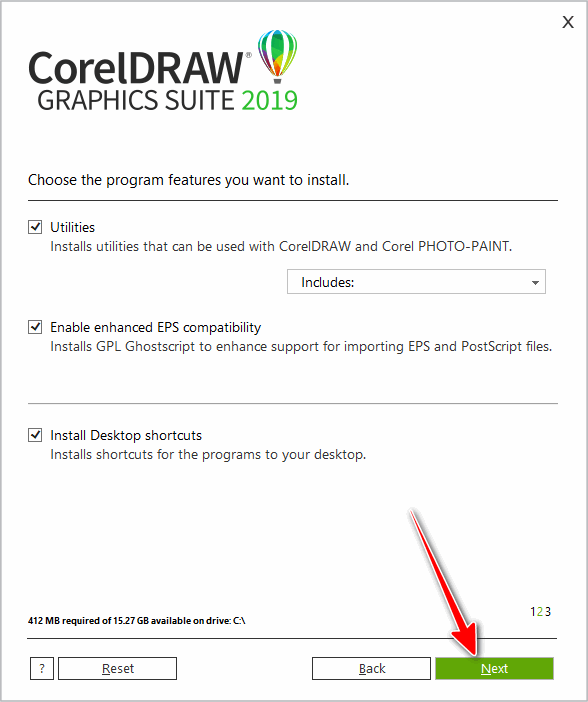 X
CorelDRAW®
GRAPHICS SUITE 2019
Choose the program features you want to install.
Utilities
Installs utilities that can be used with CorelDRAW and Corel PHOTO-PAINT.
Includes:
Enable enhanced EPS compatibility
Installs GPL Ghostscript to enhance support for importing EPS and PostScript files.
Install Desktop shortcuts
Installs shortcuts for the programs to your desktop.
123
412 MB required of 15.27 GB available on drive: C:\
? Reset Back Next